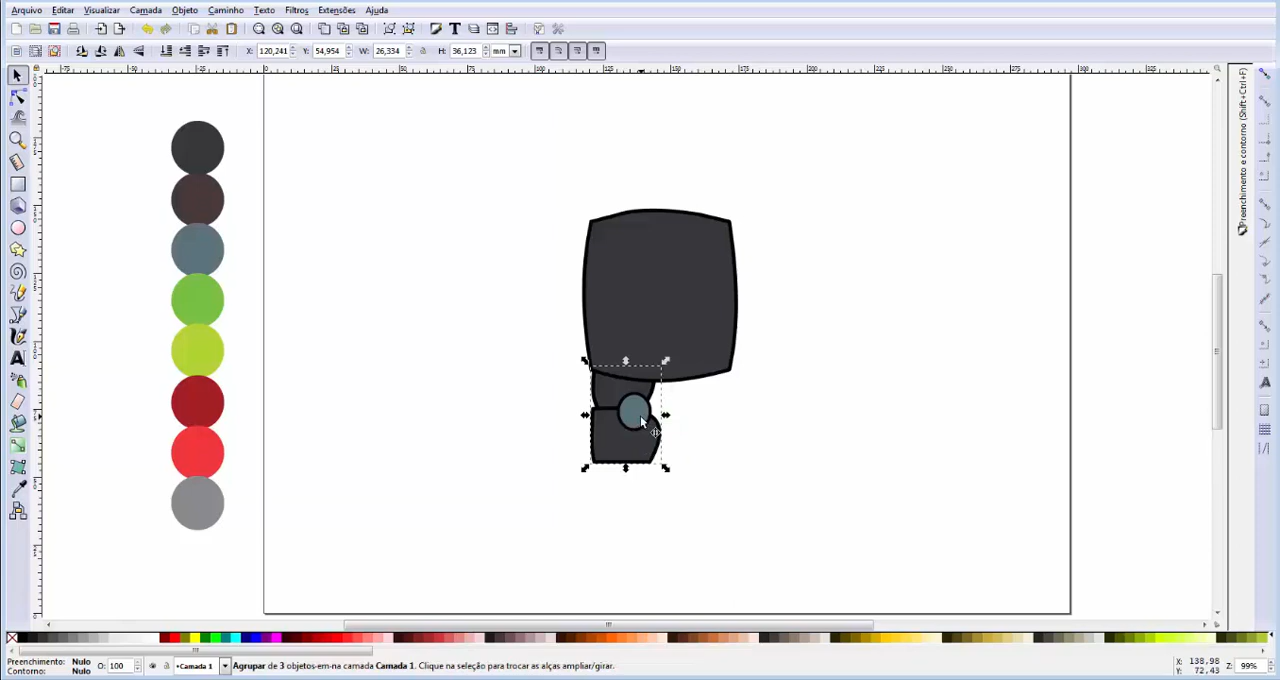 Arquivo Editar Visualizar Camada Objeto Caminho Texto Filtros Extensões Ajuda
X: 120,241 Y: 54,954 W: 26,334 H: 36,123 mm
Preenchimento e contorno (Shift+Ctrl+F)
Preenchimento: Nulo O: 100 •Camada 1 Agrupar de 3 objetos-em-na camada Camada 1. Clique na seleção para trocar as alças ampliar/girar. X: 138,98 Z: 99%
Contorno: Nulo Y: 72,43